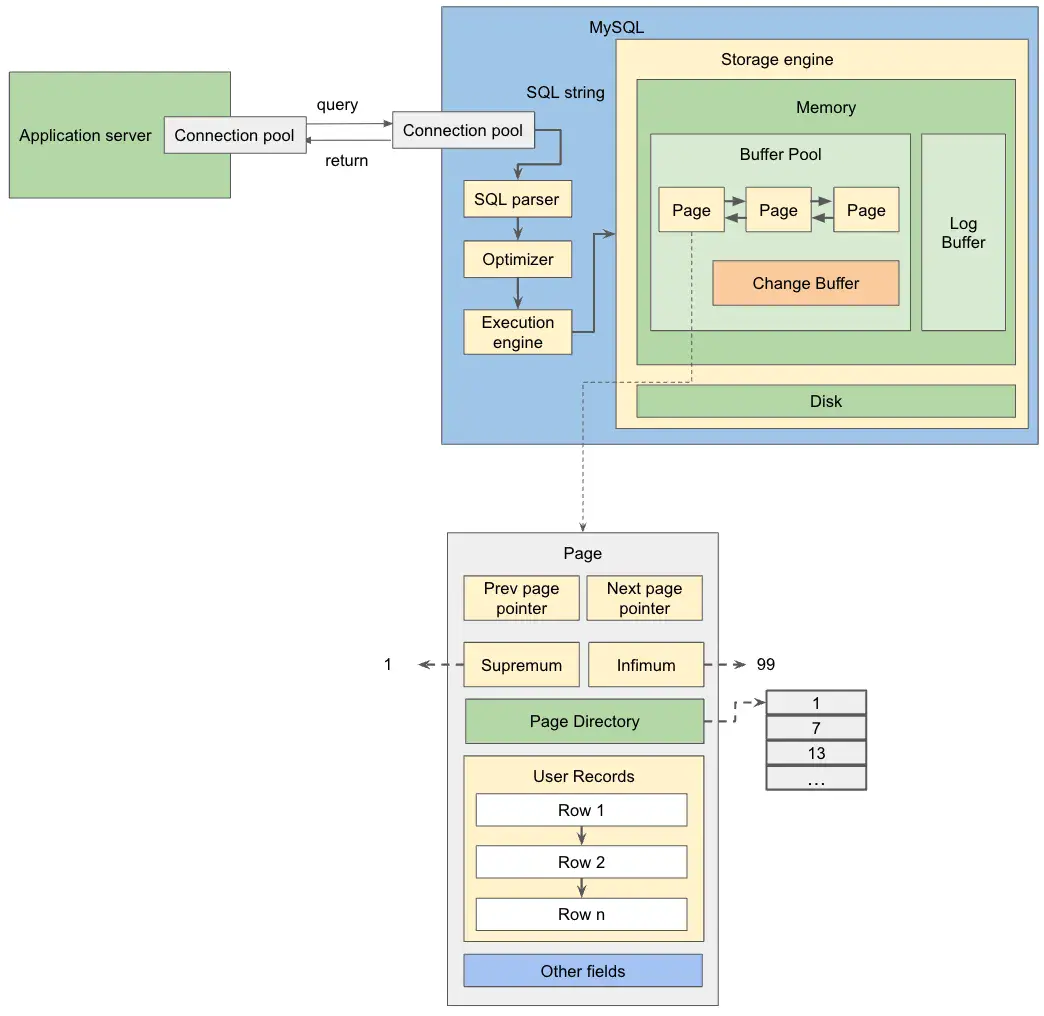 MySQL
Storage engine
Application server
Connection pool
query
return
Connection pool
SQL string
SQL parser
Optimizer
Execution
engine
Memory
Buffer Pool
Page
Page
Page
Change Buffer
Log
Buffer
Disk
Page
Prev page
pointer
Next page
pointer
1
Supremum
Infimum
99
Page Directory
1
7
13
...
User Records
Row 1
Row 2
Row n
Other fields